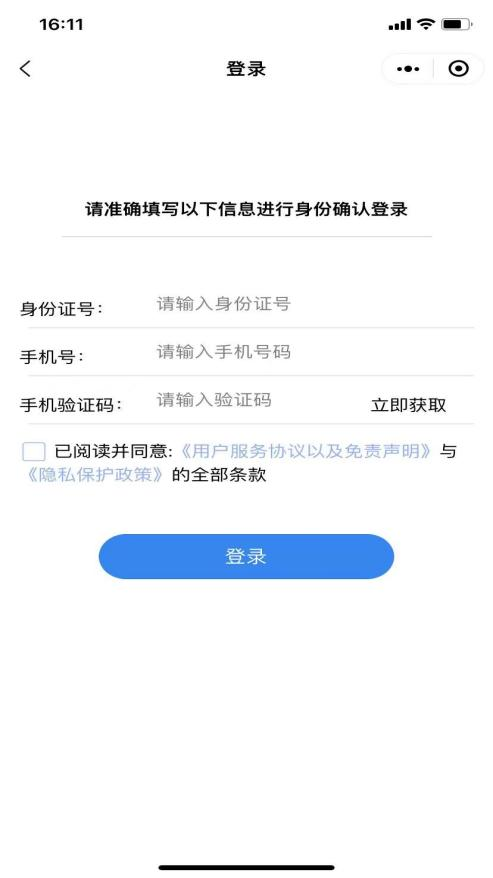 16:11
登录
请准确填写以下信息进行身份确认登录
身份证号: 请输入身份证号
手机号: 请输入手机号码
手机验证码: 请输入验证码 立即获取
已阅读并同意:《用户服务协议以及免责声明》与
《隐私保护政策》的全部条款
登录